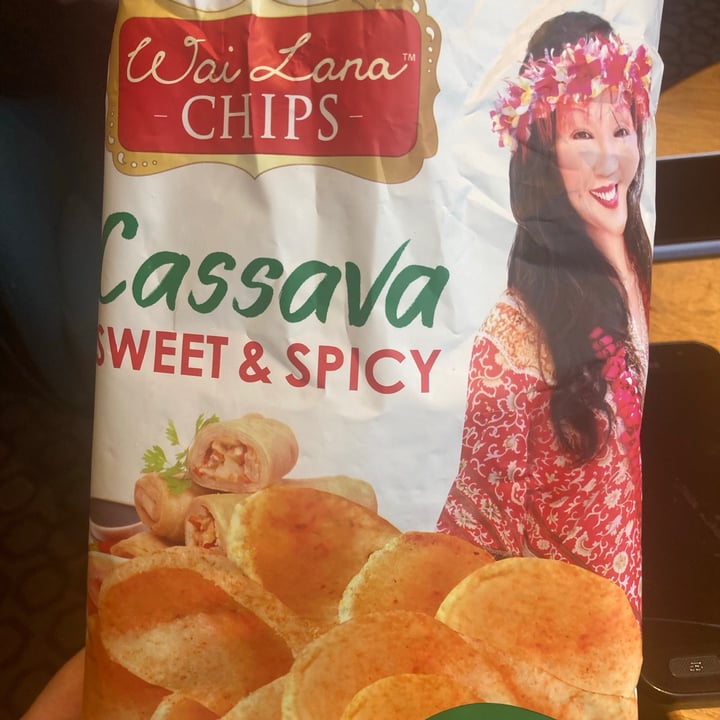 Wai Lana™
- CHIPS -
Cassava
SWEET & SPICY